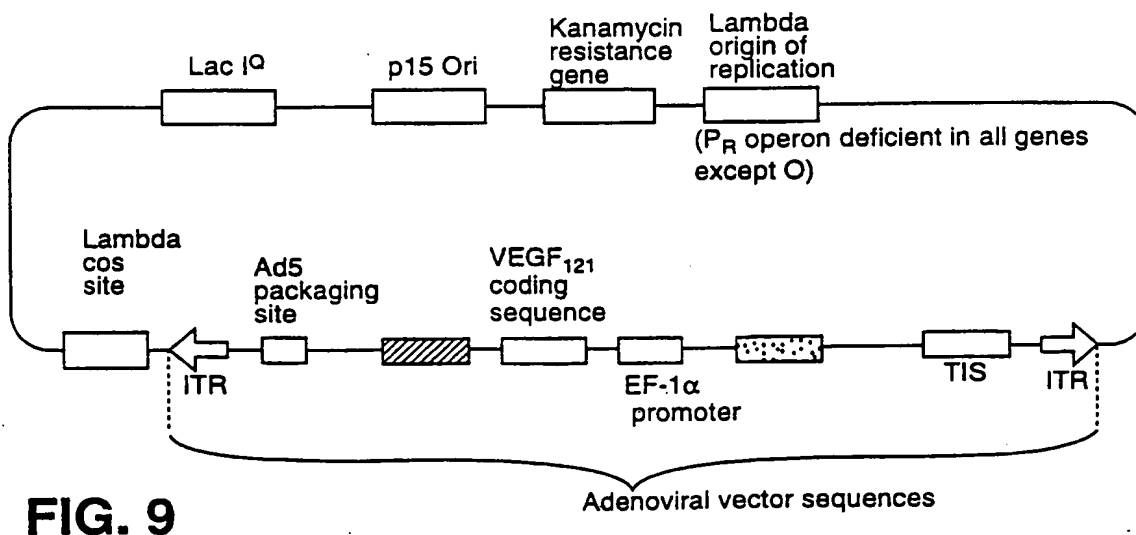 Lac I^Q
p15 Ori
Kanamycin
resistance
gene
Lambda
origin of
replication
(P_R operon deficient in all genes
except O)
Lambda
cos
site
Ad5
packaging
site
VEGF_121
coding
sequence
ITR
EF-1α
promoter
TIS
ITR
Adenoviral vector sequences
FIG. 9